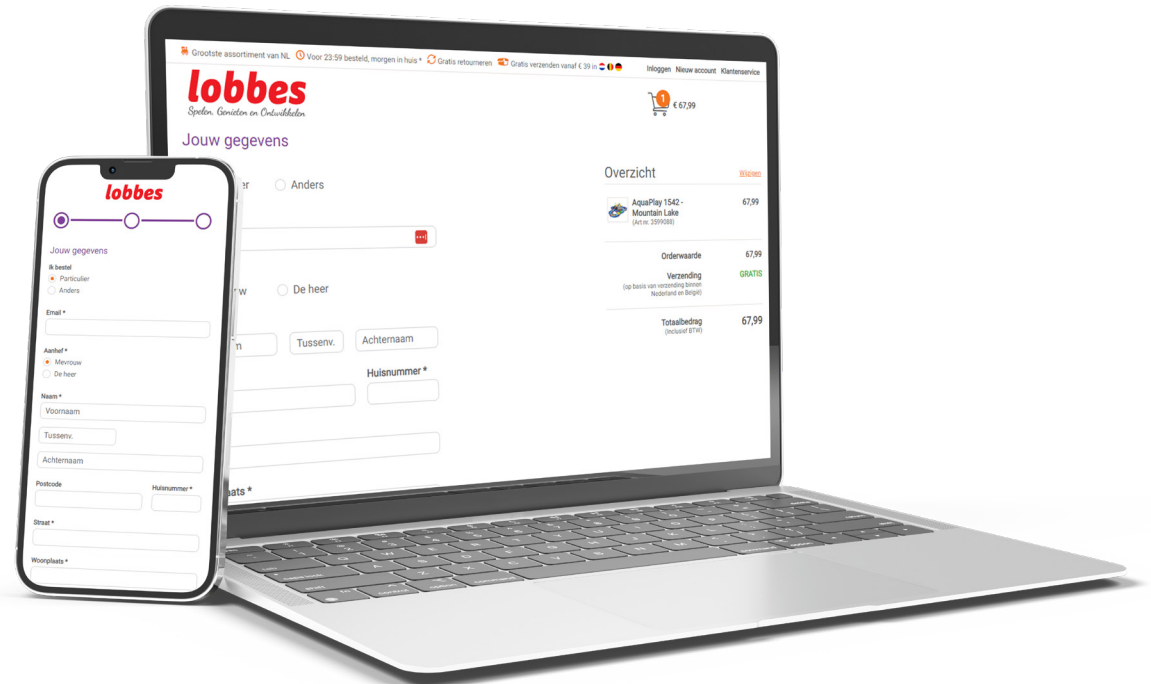 Grootste assortiment van NL Voor 23:59 besteld, morgen in huis * Gratis retourneren Gratis verzenden vanaf € 39 in Inloggen Nieuw account Klantenservice
lobbes
Spelen, Genieten en Ontwikkelen
1 € 67,99
Jouw gegevens
Anders
De heer
Tussenv.
Achternaam
Huisnummer *
Overzicht
Wijzigen
AquaPlay 1542 - 67,99
Mountain Lake
(Art.nr. 3599088)
Orderwaarde 67,99
Verzending GRATIS
(op basis van verzending binnen
Nederland en België)
Totaalbedrag 67,99
(inclusief BTW)
lobbes
Jouw gegevens
Ik bestel
Particulier
Anders
Email *
Aanhef *
Mevrouw
De heer
Naam *
Voornaam
Tussenv.
Achternaam
Postcode Huisnummer *
Straat *
Woonplaats *